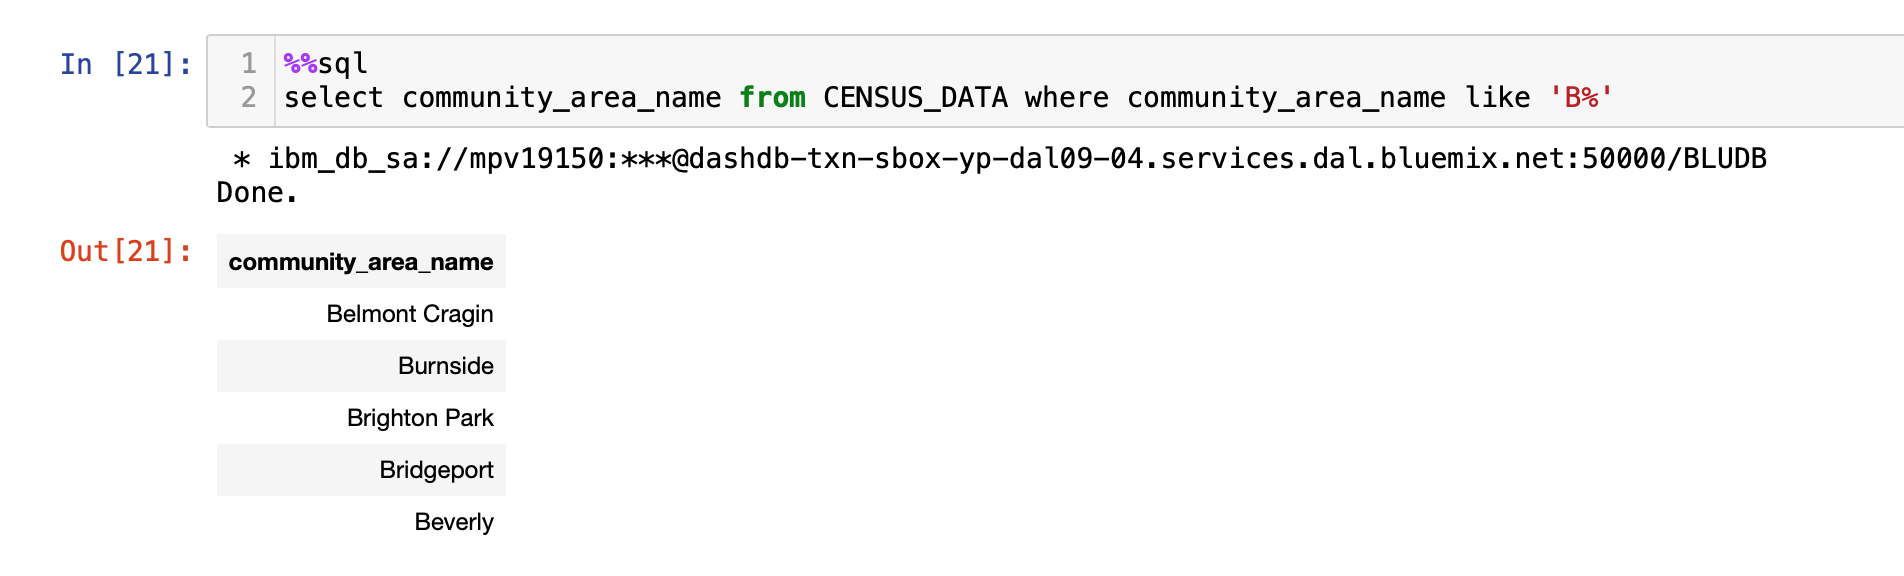 In [21]:
1 %%sql
2 select community_area_name from CENSUS_DATA where community_area_name like 'B%'
* ibm_db_sa://mpv19150:***@dashdb-txn-sbox-yp-dal09-04.services.dal.bluemix.net:50000/BLUDB
Done.
Out[21]:
community_area_name
Belmont Cragin
Burnside
Brighton Park
Bridgeport
Beverly